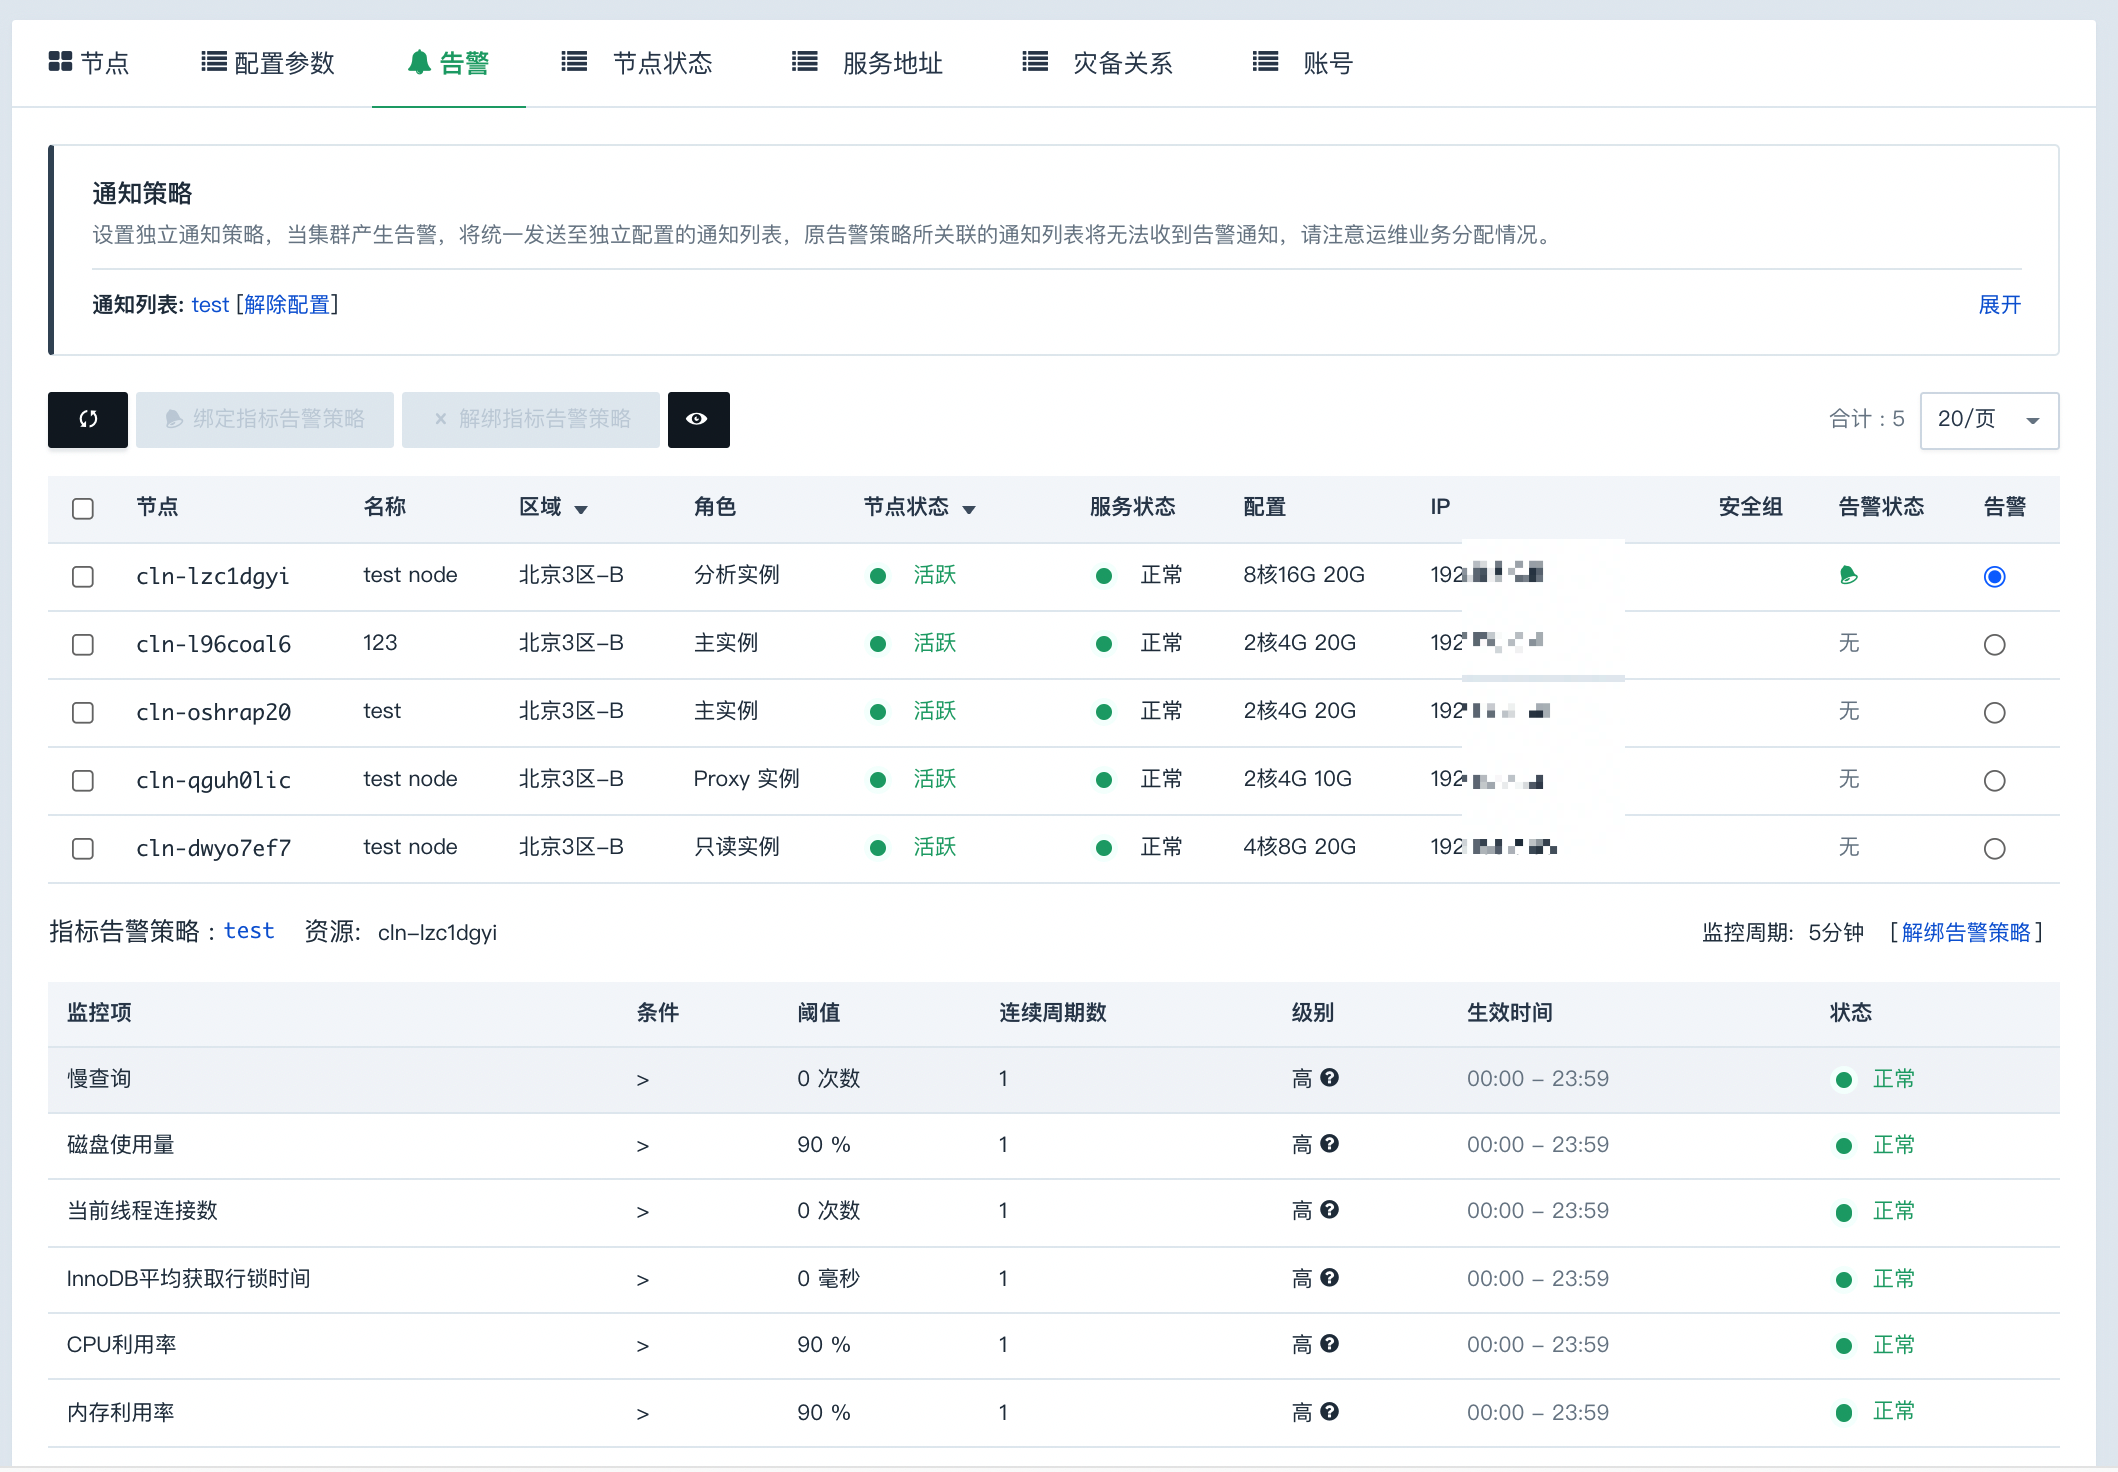 节点 配置参数 告警 节点状态 服务地址 灾备关系 账号
通知策略
设置独立通知策略，当集群产生告警，将统一发送至独立配置的通知列表，原告警策略所关联的通知列表将无法收到告警通知，请注意运维业务分配情况。
通知列表: test [解除配置] 展开
绑定指标告警策略 × 解绑指标告警策略 合计 : 5 20/页
节点 名称 区域 角色 节点状态 服务状态 配置 IP 安全组 告警状态 告警
cln-lzc1dgyi test node 北京3区-B 分析实例 活跃 正常 8核16G 20G 192
cln-l96coal6 123 北京3区-B 主实例 活跃 正常 2核4G 20G 192 无
cln-oshrap20 test 北京3区-B 主实例 活跃 正常 2核4G 20G 192 无
cln-qguh0lic test node 北京3区-B Proxy 实例 活跃 正常 2核4G 10G 192 无
cln-dwyo7ef7 test node 北京3区-B 只读实例 活跃 正常 4核8G 20G 192 无
指标告警策略 : test 资源: cln-lzc1dgyi 监控周期: 5分钟 [解绑告警策略]
监控项 条件 阈值 连续周期数 级别 生效时间 状态
慢查询 > 0 次数 1 高 ? 00:00 - 23:59 正常
磁盘使用量 > 90 % 1 高 ? 00:00 - 23:59 正常
当前线程连接数 > 0 次数 1 高 ? 00:00 - 23:59 正常
InnoDB平均获取行锁时间 > 0 毫秒 1 高 ? 00:00 - 23:59 正常
CPU利用率 > 90 % 1 高 ? 00:00 - 23:59 正常
内存利用率 > 90 % 1 高 ? 00:00 - 23:59 正常